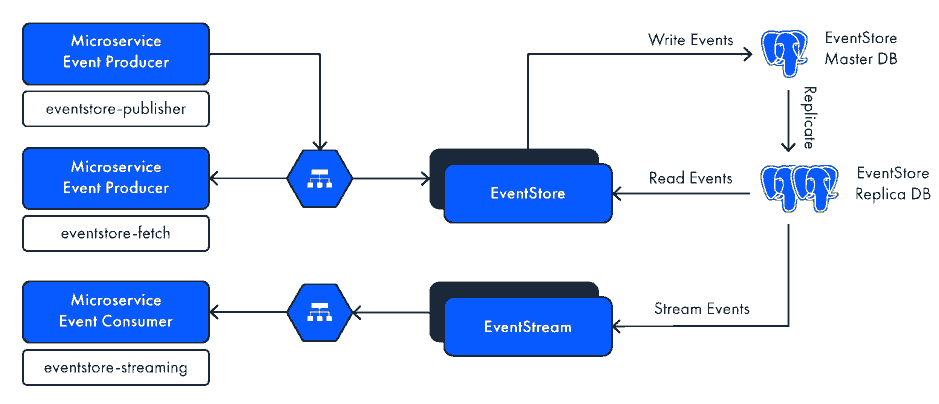 Microservice
Event Producer
eventstore-publisher
Write Events
EventStore
Master DB
Replicate
Microservice
Event Producer
eventstore-fetch
EventStore
Read Events
EventStore
Replica DB
Microservice
Event Consumer
eventstore-streaming
EventStream
Stream Events